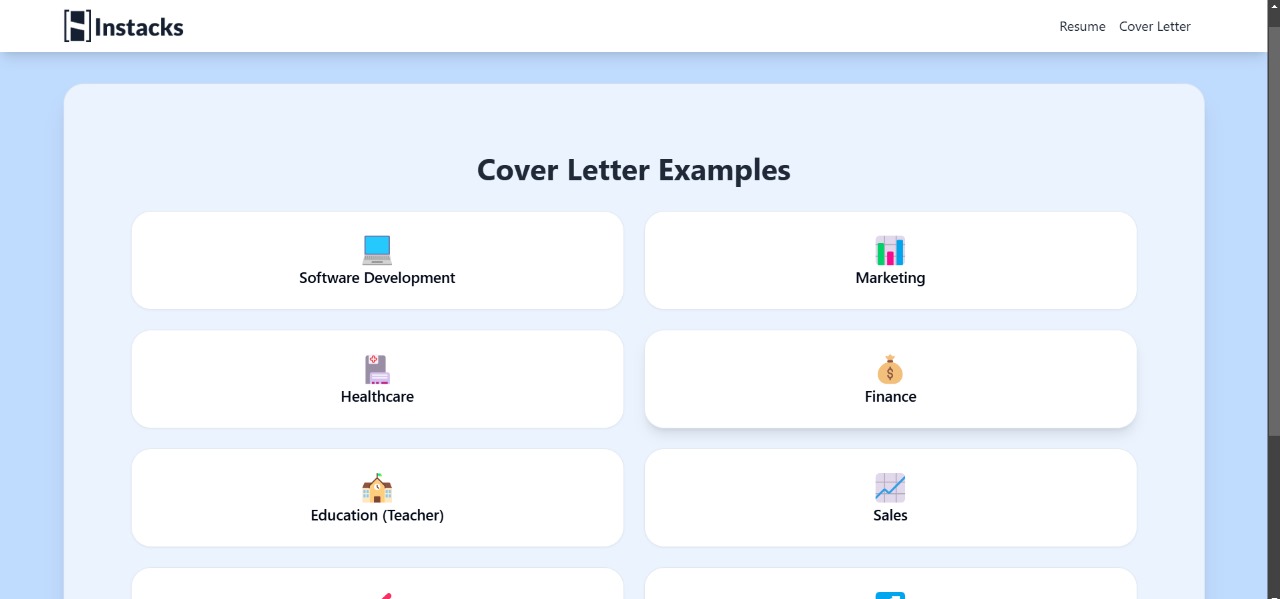 Instacks
Resume
Cover Letter
Cover Letter Examples
Software Development
Marketing
Healthcare
Finance
Education (Teacher)
Sales